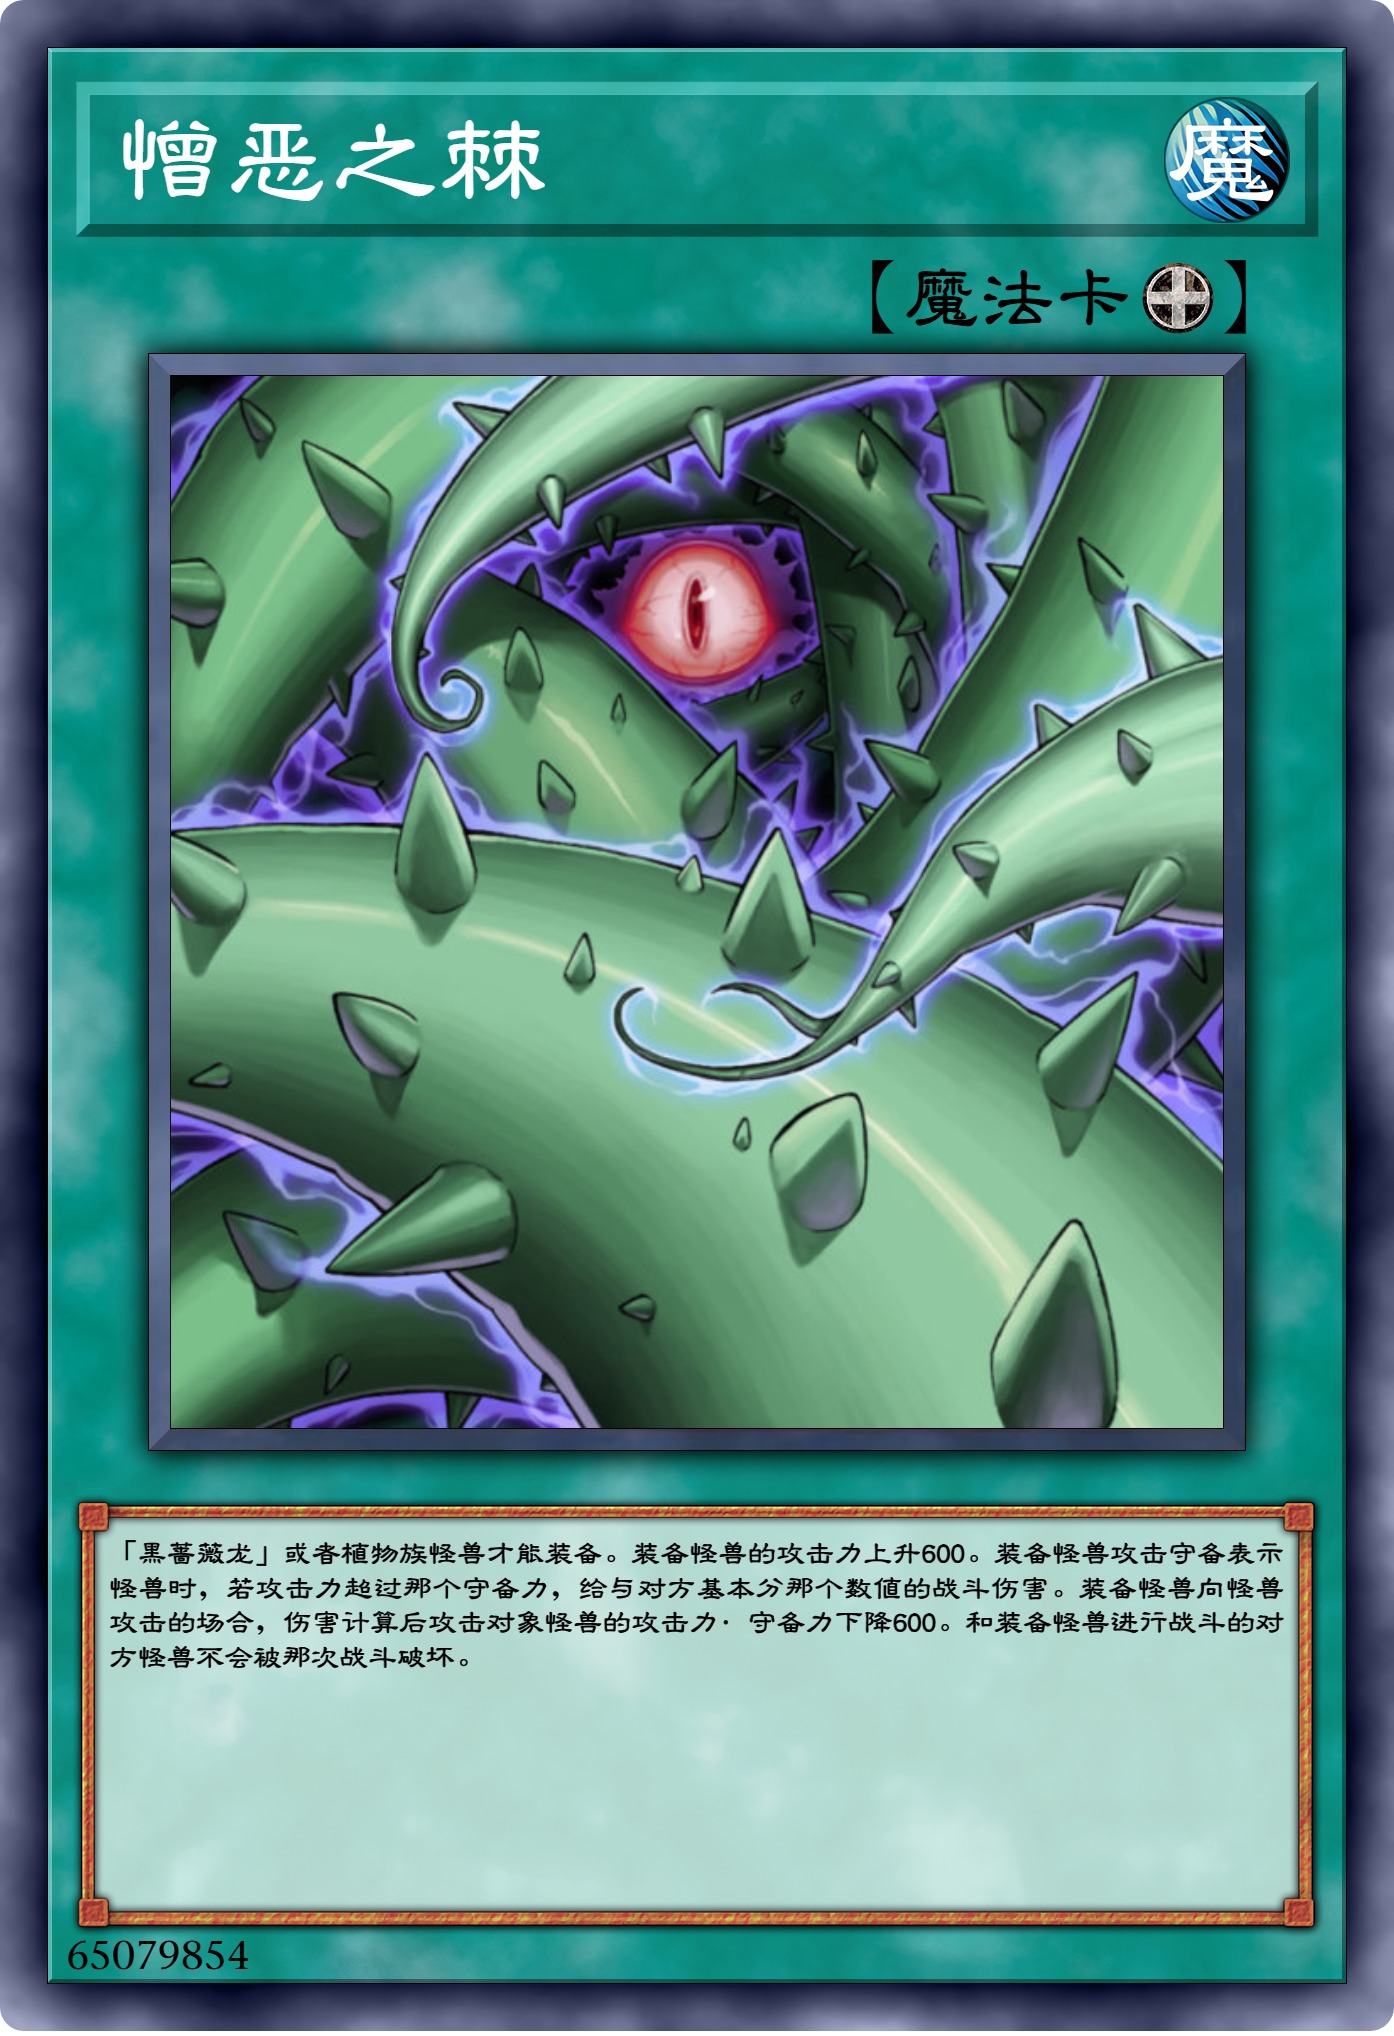 憎恶之棘
魔
【魔法卡】
「黑蔷薇龙」或者植物族怪兽才能装备。装备怪兽的攻击力上升600。装备怪兽攻击守备表示
怪兽时，若攻击力超过那个守备力，给与对方基本分那个数値的战斗伤害。装备怪兽向怪兽
攻击的场合，伤害计算后攻击对象怪兽的攻击力·守备力下降600。和装备怪兽进行战斗的对
方怪兽不会被那次战斗破坏。
65079854